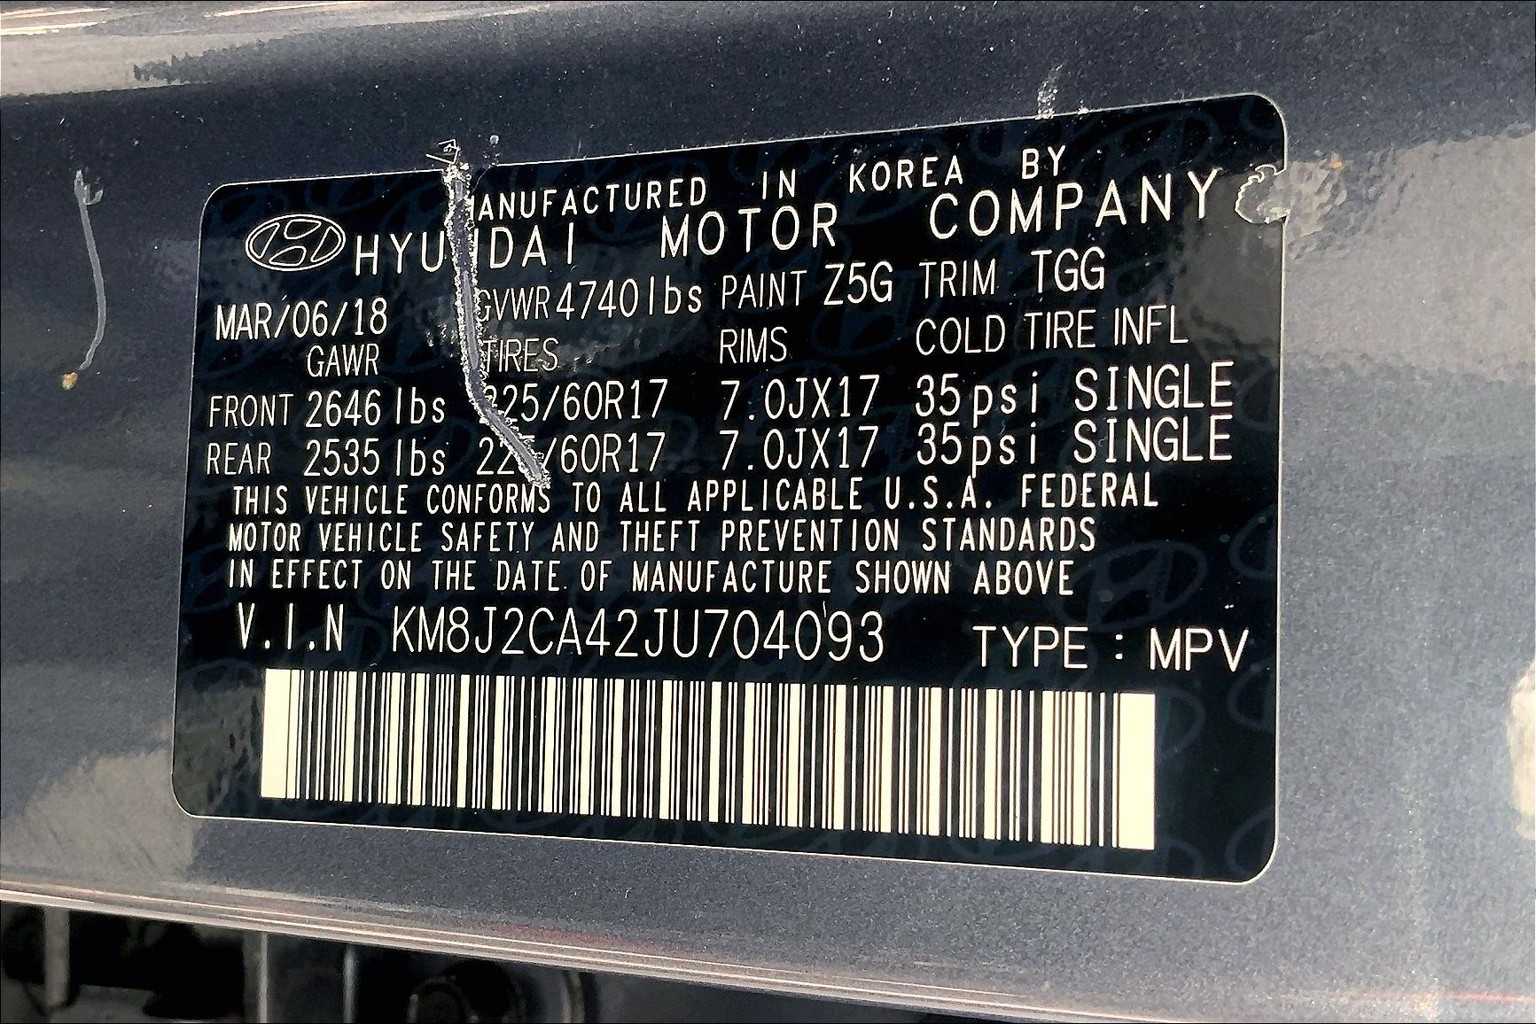 MANUFACTURED IN KOREA BY
HYUNDAI MOTOR COMPANY
MAR/06/18 GVWR 4740lbs PAINT Z5G TRIM TGG
GAWR TIRES RIMS COLD TIRE INFL
FRONT 2646 lbs 225/60R17 7.0JX17 35psi SINGLE
REAR 2535 lbs 225/60R17 7.0JX17 35psi SINGLE
THIS VEHICLE CONFORMS TO ALL APPLICABLE U.S.A. FEDERAL
MOTOR VEHICLE SAFETY AND THEFT PREVENTION STANDARDS
IN EFFECT ON THE DATE OF MANUFACTURE SHOWN ABOVE
V.I.N KM8J2CA42JU704093 TYPE : MPV